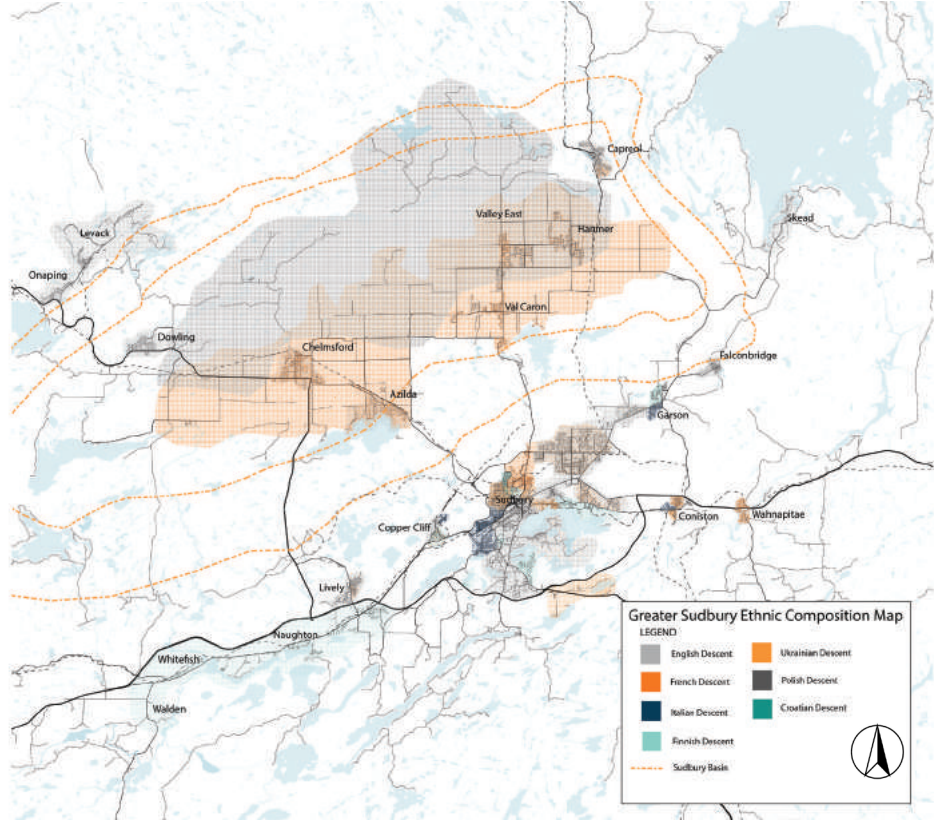 Capreol
Skead
Valley East
Hanmer
Levack
Onaping
Val Caron
Dowling
Chelmsford
Falconbridge
Azilda
Garson
Sudbury
Copper Cliff
Coniston
Wahnapitae
Lively
Naughton
Whitefish
Walden
Greater Sudbury Ethnic Composition Map
LEGEND
English Descent
Ukrainian Descent
French Descent
Polish Descent
Italian Descent
Croatian Descent
Finnish Descent
Sudbury Basin